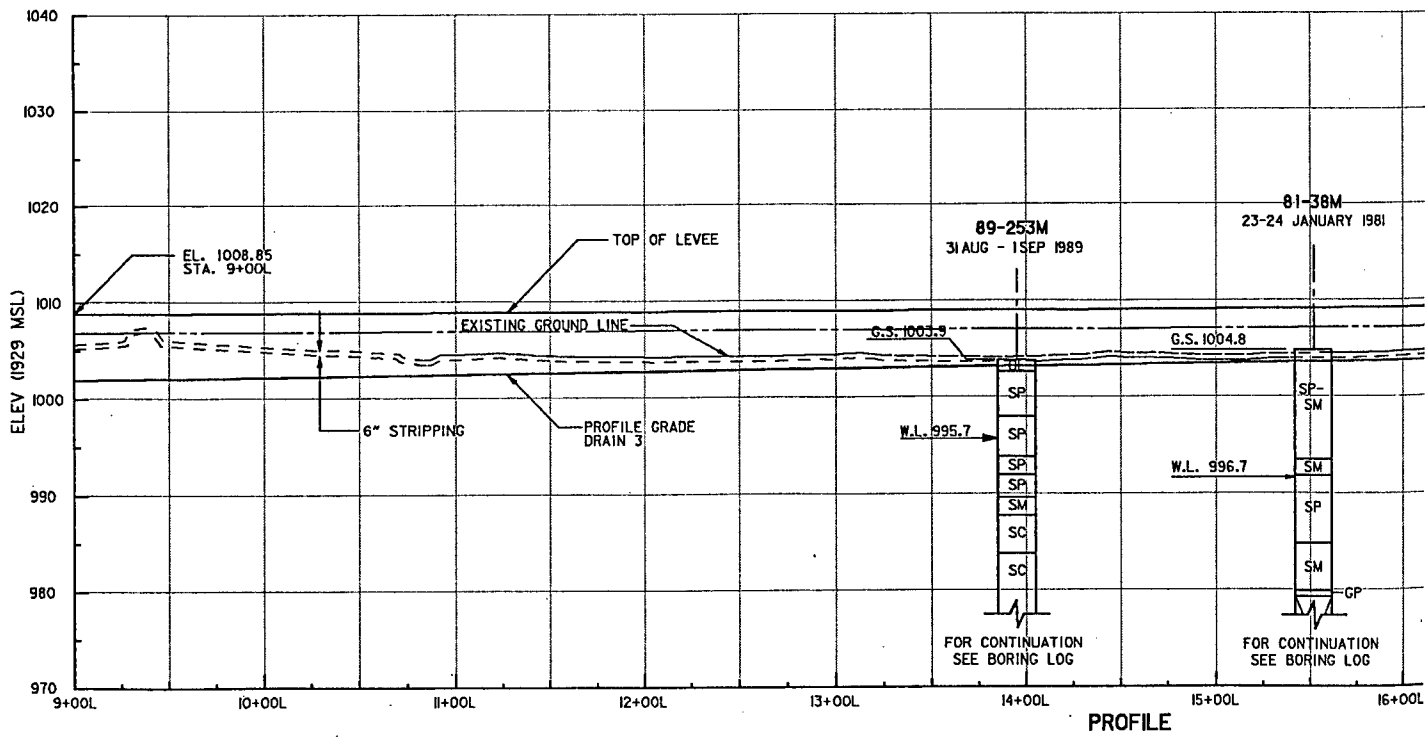 1040
1030
1020
1010
1000
990
980
970
ELEV (1929 MSL)
EL. 1008.85
STA. 9+00L
TOP OF LEVEE
EXISTING GROUND LINE
6" STRIPPING
PROFILE GRADE
DRAIN 3
89-253M
31 AUG - 1 SEP 1989
G.S. 1003.9
SP
SP
W.L. 995.7
SP
SP
SM
SC
SC
FOR CONTINUATION
SEE BORING LOG
81-38M
23-24 JANUARY 1981
G.S. 1004.8
SP-
SM
SM
W.L. 996.7
SP
SM
GP
FOR CONTINUATION
SEE BORING LOG
9+00L
10+00L
11+00L
12+00L
13+00L
14+00L
15+00L
16+00L
PROFILE